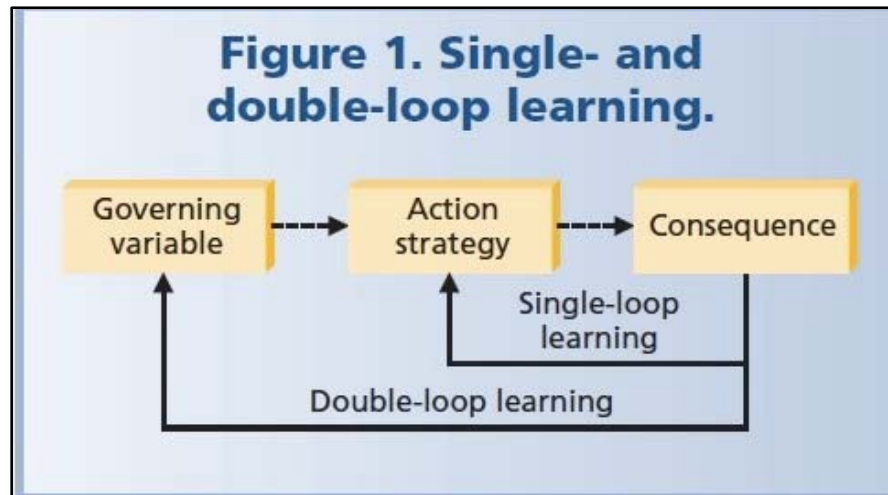 Figure 1. Single- and
double-loop learning.
Governing
variable
Action
strategy
Consequence
Single-loop
learning
Double-loop learning